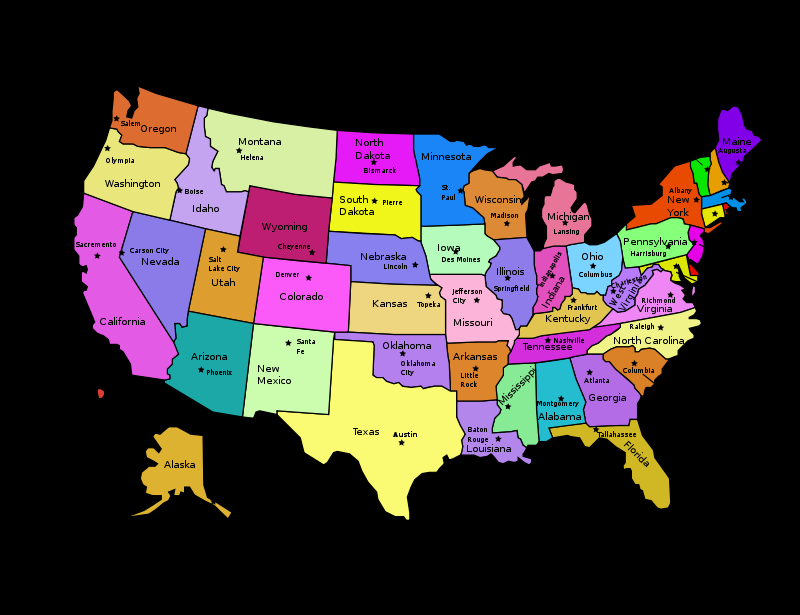 Salem
Oregon
Olympia
Washington
Boise
Idaho
Montana
Helena
North
Dakota
Bismarck
Minnesota
St.
Paul
South
Dakota
Pierre
Wyoming
Cheyenne
Wisconsin
Madison
Michigan
Lansing
Maine
Augusta
Albany
New
York
Pennsylvania
Harrisburg
Sacramento
California
Carson City
Nevada
Salt
Lake City
Utah
Denver
Colorado
Nebraska
Lincoln
Iowa
Des Moines
Illinois
Springfield
Indianapolis
Indiana
Ohio
Columbus
Charleston
West
Virginia
Richmond
Virginia
Kansas
Topeka
Jefferson
City
Missouri
Frankfurt
Kentucky
Raleigh
North Carolina
Nashville
Tennessee
Arizona
Phoenix
Santa
Fe
New
Mexico
Oklahoma
Oklahoma
City
Arkansas
Little
Rock
Mississippi
Montgomery
Alabama
Atlanta
Georgia
Columbia
Texas
Austin
Baton
Rouge
Louisiana
Tallahassee
Florida
Alaska